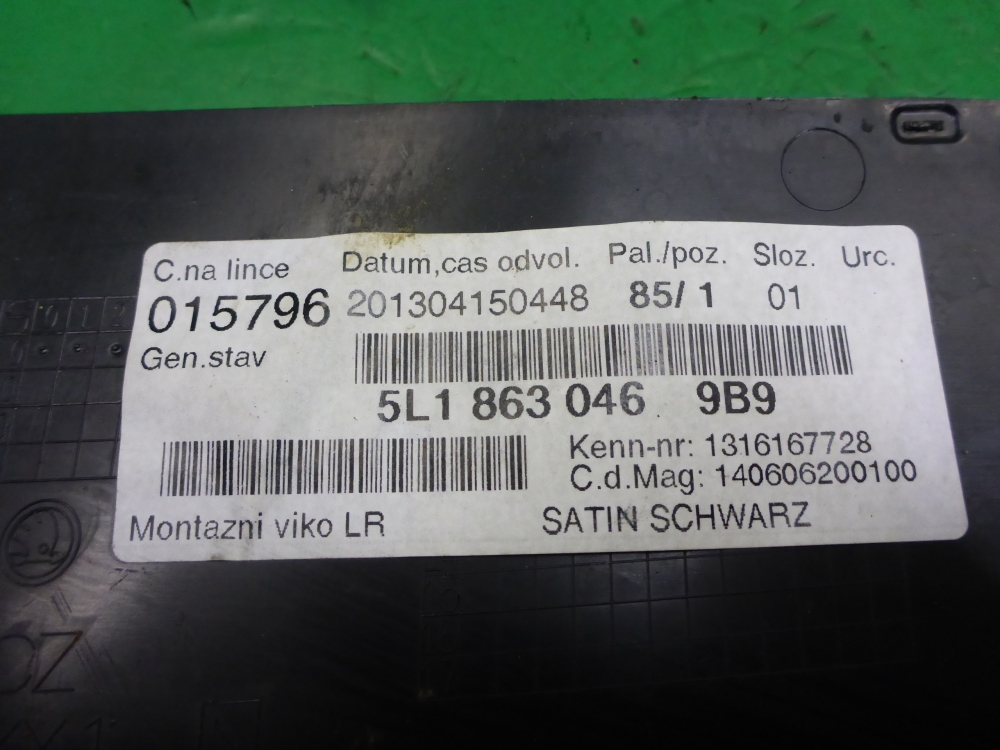 C.na lince Datum,cas odvol. Pal./poz. Sloz. Urc.
015796 201304150448 85/ 1 01
Gen.stav
5L1 863 046 9B9
Kenn-nr: 1316167728
C.d.Mag: 140606200100
Montazni viko LR SATIN SCHWARZ
CZ